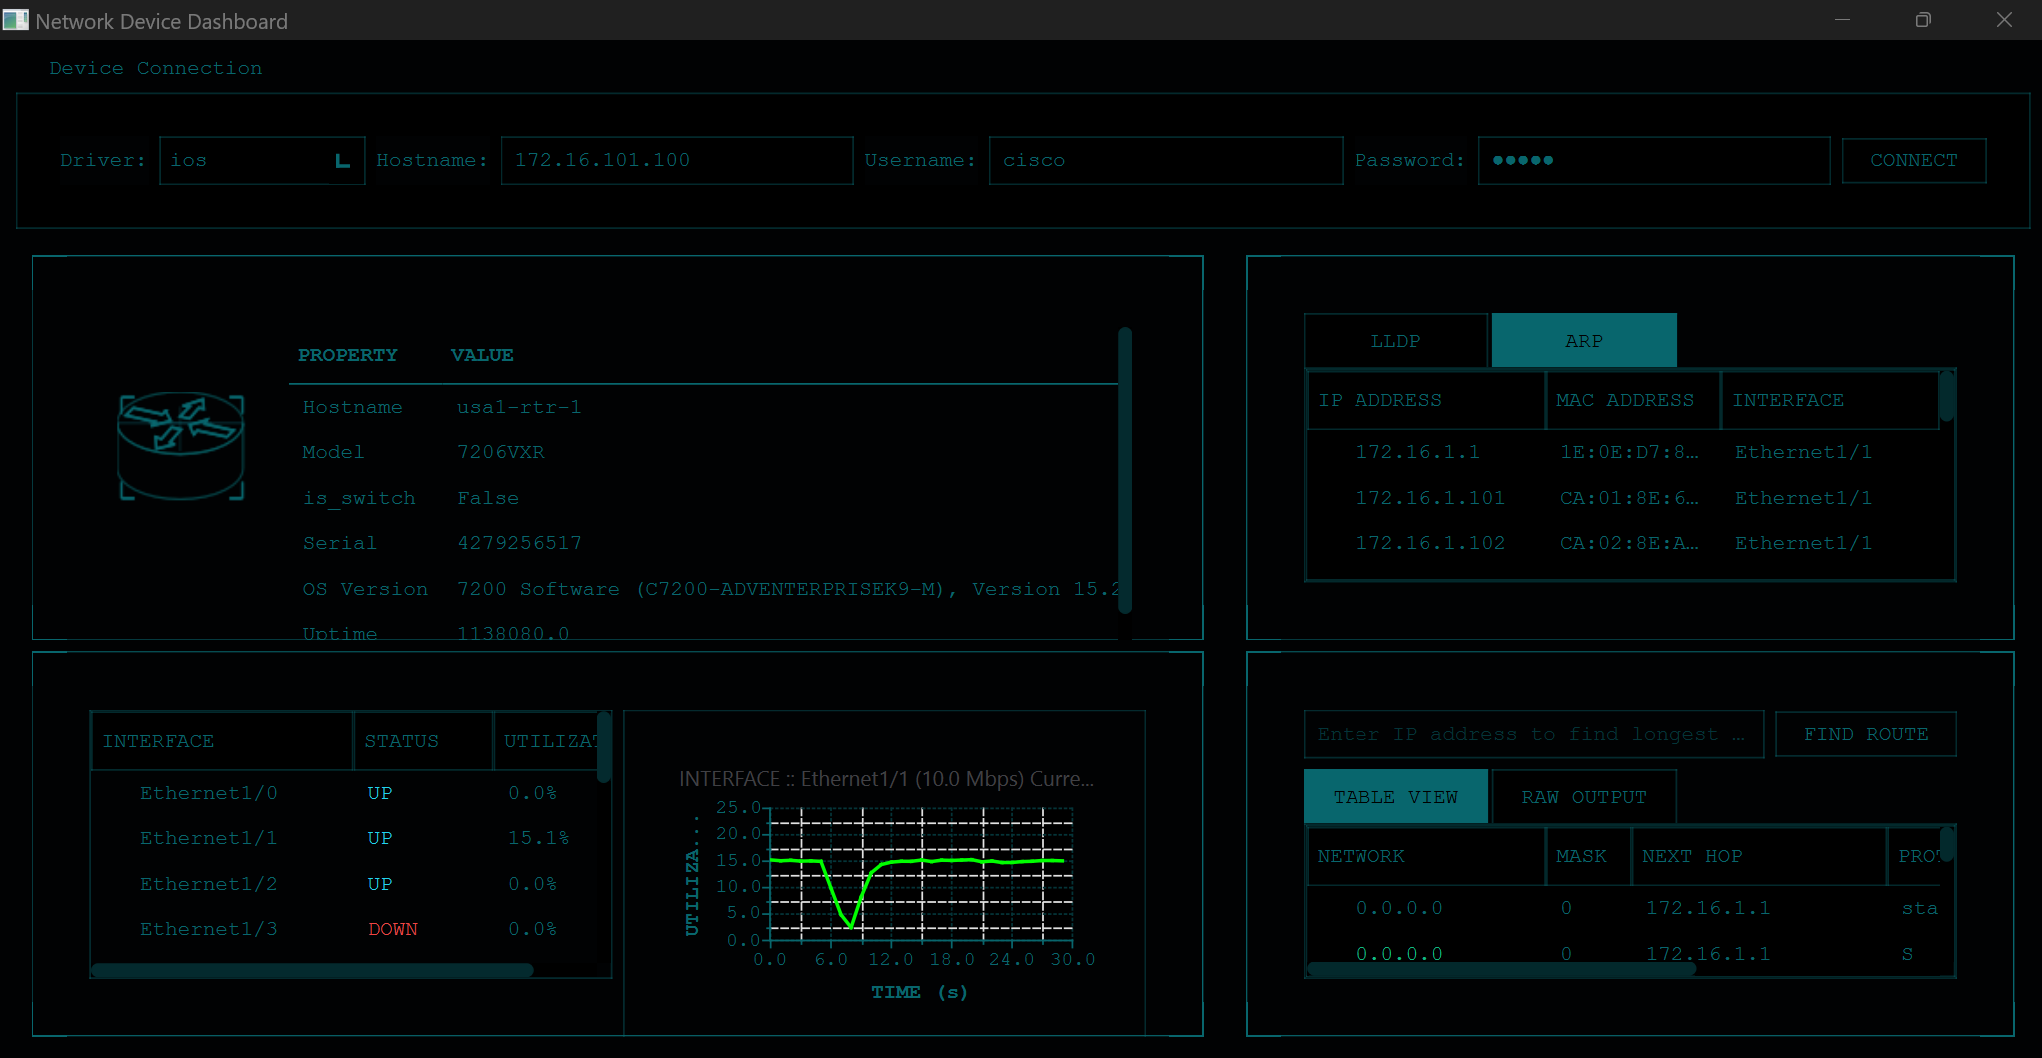 Network Device Dashboard
Device Connection
Driver: ios Hostname: 172.16.101.100 Username: cisco Password: ●●●●● CONNECT
PROPERTY VALUE
Hostname usa1-rtr-1
Model 7206VXR
is_switch False
Serial 4279256517
OS Version 7200 Software (C7200-ADVENTERPRISEK9-M), Version 15.2
Uptime 1138080.0
LLDP ARP
IP ADDRESS MAC ADDRESS INTERFACE
172.16.1.1 1E:0E:D7:8… Ethernet1/1
172.16.1.101 CA:01:8E:6… Ethernet1/1
172.16.1.102 CA:02:8E:A… Ethernet1/1
INTERFACE STATUS UTILIZAT
Ethernet1/0 UP 0.0%
Ethernet1/1 UP 15.1%
Ethernet1/2 UP 0.0%
Ethernet1/3 DOWN 0.0%
INTERFACE :: Ethernet1/1 (10.0 Mbps) Curre...
UTILIZA...
25.0
20.0
15.0
10.0
5.0
0.0
0.0 6.0 12.0 18.0 24.0 30.0
TIME (s)
Enter IP address to find longest … FIND ROUTE
TABLE VIEW RAW OUTPUT
NETWORK MASK NEXT HOP PROT
0.0.0.0 0 172.16.1.1 sta
0.0.0.0 0 172.16.1.1 S